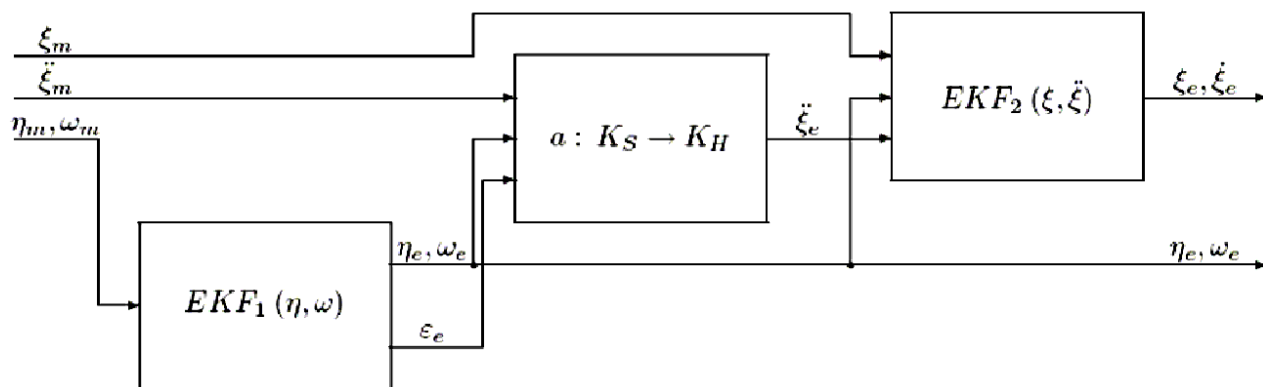 ξ_m
ξ̈_m
η_m, ω_m
a : K_S → K_H
ξ̈_e
EKF_2 (ξ, ξ̈)
ξ_e, ξ̇_e
EKF_1 (η, ω)
η_e, ω_e
ε_e
η_e, ω_e